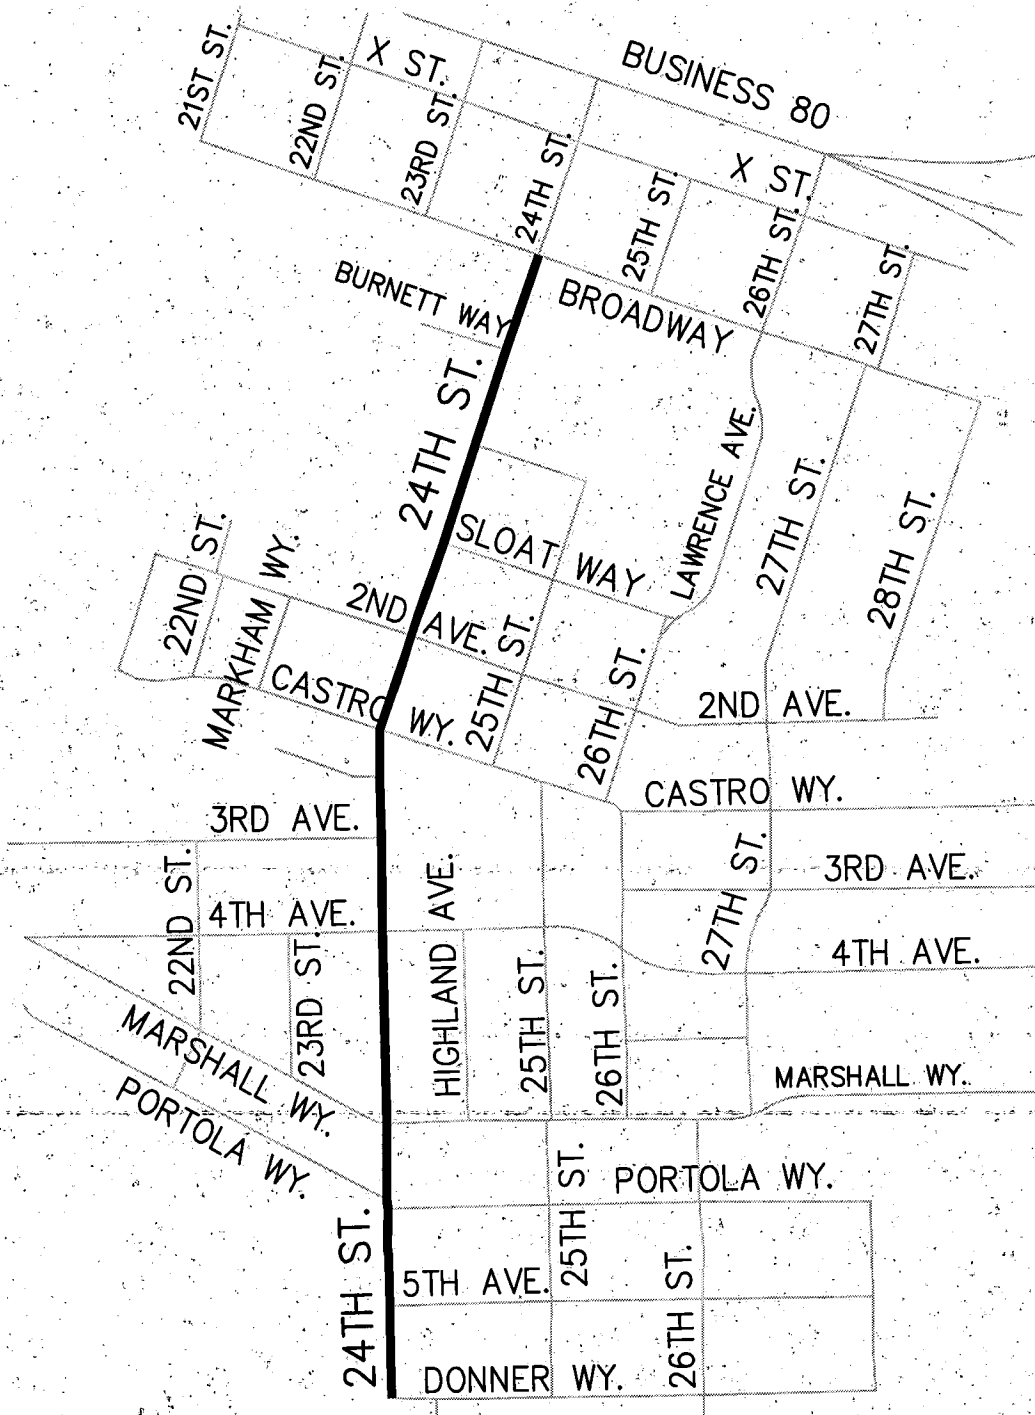 BUSINESS 80
21ST ST.
22ND ST.
X ST.
23RD ST.
24TH ST.
25TH ST.
X ST.
26TH ST.
27TH ST.
BURNETT WAY
BROADWAY
24TH ST.
LAWRENCE AVE.
27TH ST.
28TH ST.
SLOAT WAY
22ND ST.
MARKHAM WY.
2ND AVE.
25TH ST.
26TH ST.
2ND AVE.
CASTRO WY.
CASTRO WY.
3RD AVE.
27TH ST.
3RD AVE.
22ND ST.
4TH AVE.
HIGHLAND AVE.
4TH AVE.
23RD ST.
25TH ST.
26TH ST.
MARSHALL WY.
MARSHALL WY.
PORTOLA WY.
PORTOLA WY.
25TH ST.
24TH ST.
5TH AVE.
26TH ST.
DONNER WY.